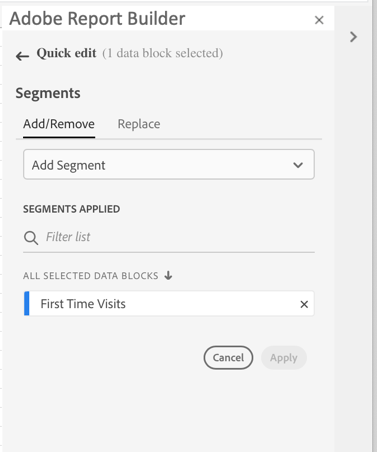 Adobe Report Builder
Quick edit (1 data block selected)
Segments
Add/Remove Replace
Add Segment
SEGMENTS APPLIED
Filter list
ALL SELECTED DATA BLOCKS
First Time Visits
Cancel Apply